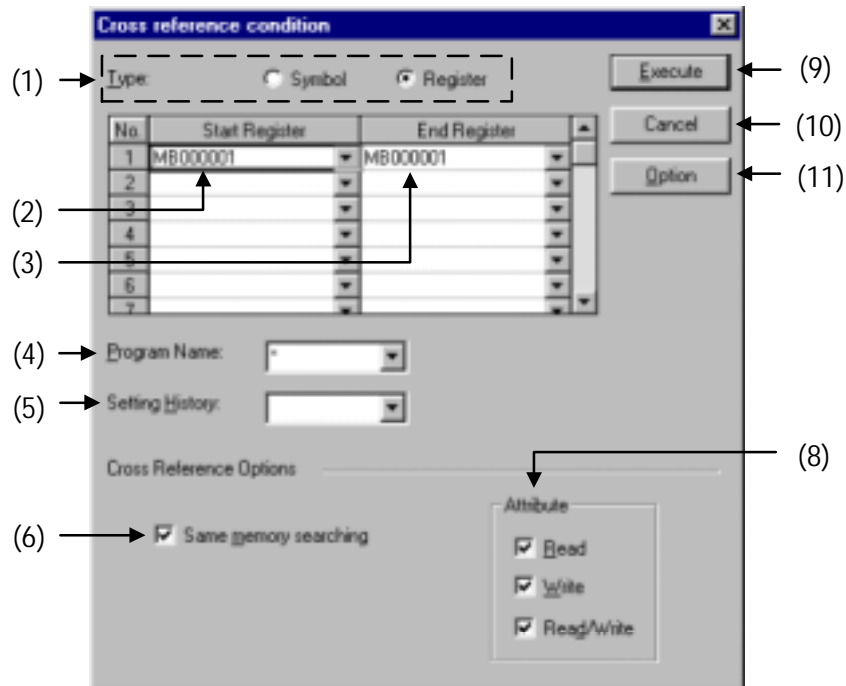 Cross reference condition
(1) Type: Symbol Register Execute (9)
No. Start Register End Register Cancel (10)
1 MB000001 MB000001
2 Option (11)
(2) 3
4
(3) 5
6
7
(4) Program Name: *
(5) Setting History:
Cross Reference Options (8)
Attribute
(6) Same memory searching Read
Write
Read/Write